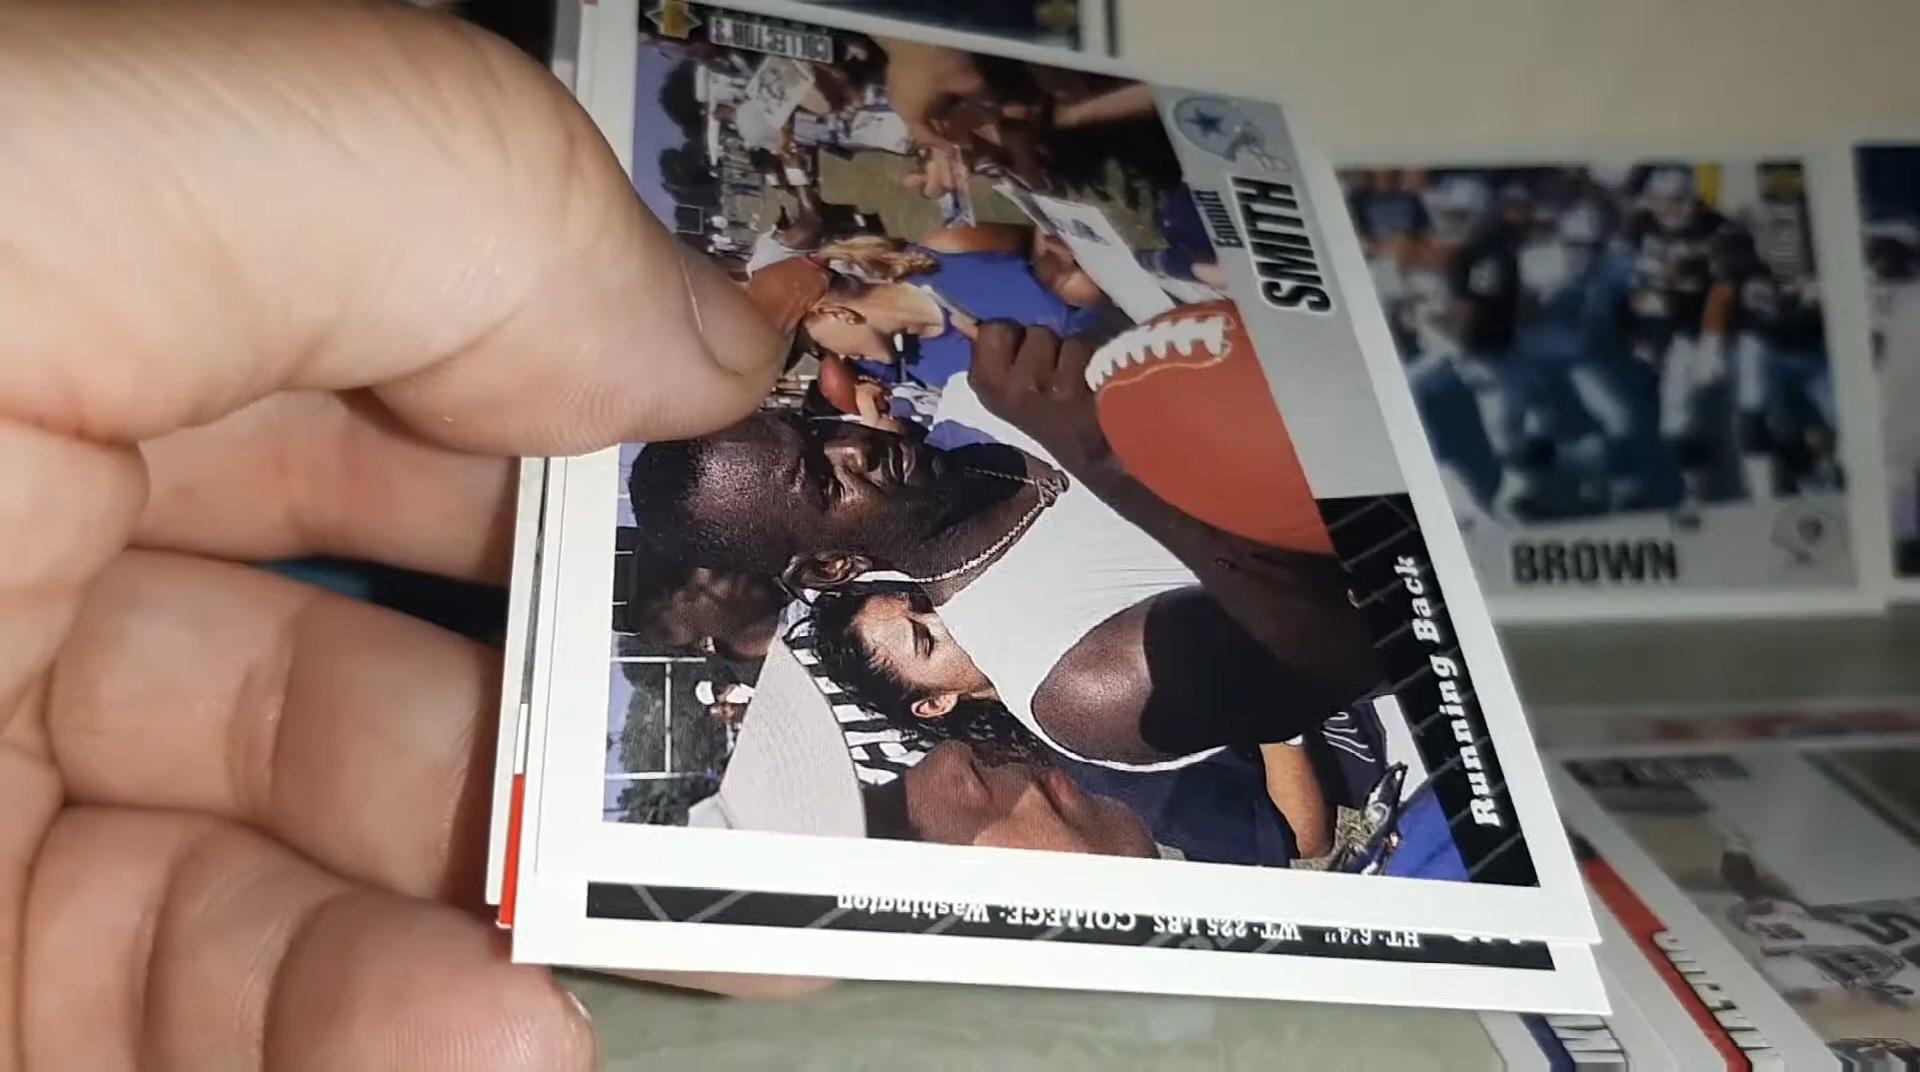 COLLECTOR'S
Emmitt
SMITH
Running Back
HT: 6'4" WT: 225 LBS. COLLEGE: Washington
BROWN